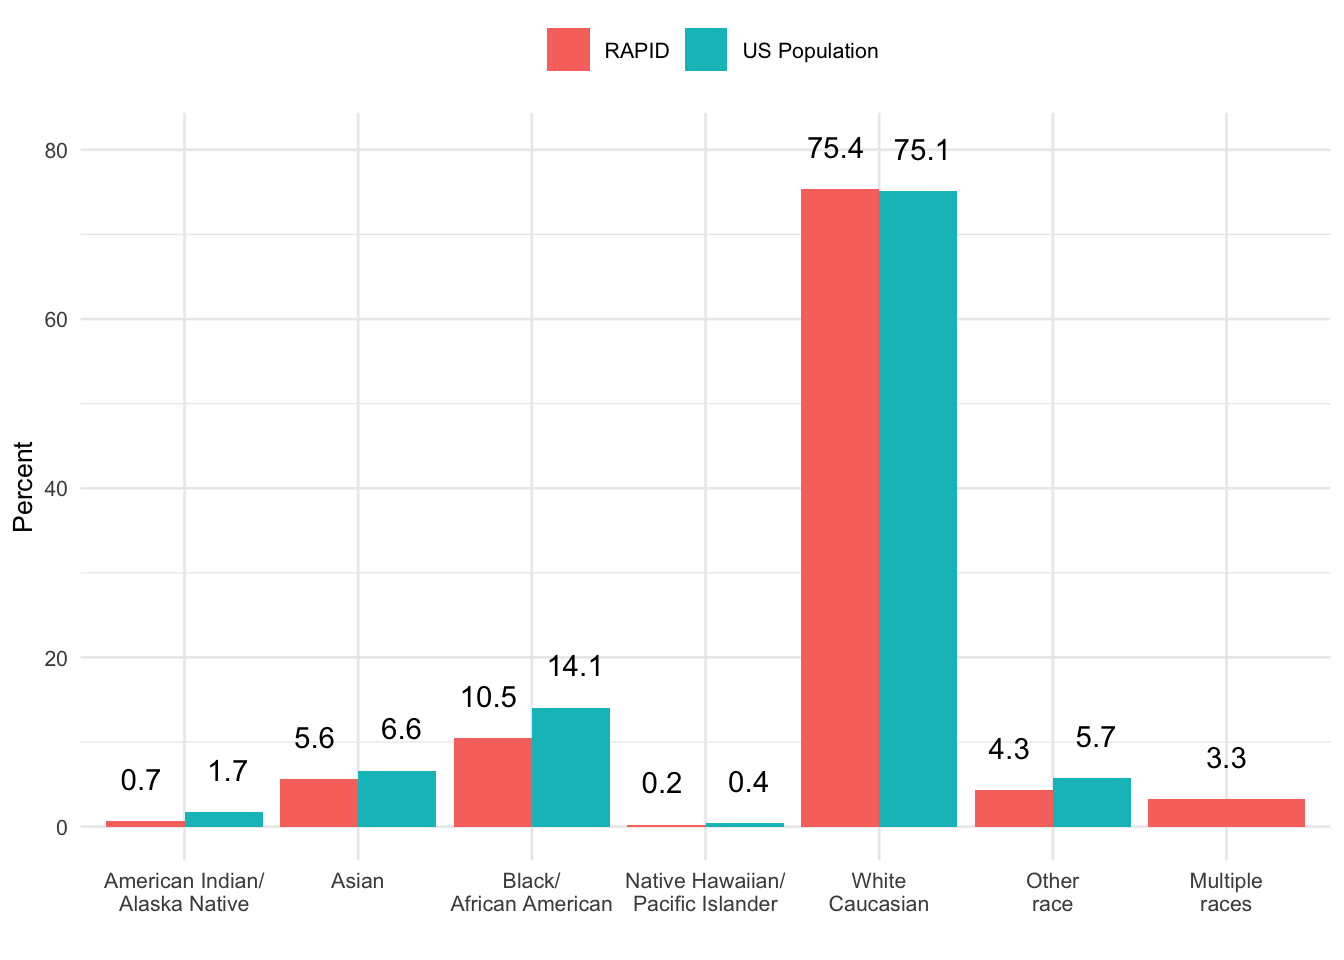 RAPID US Population
Percent
80
60
40
20
0
0.7 1.7 5.6 6.6 10.5 14.1 0.2 0.4 75.4 75.1 4.3 5.7 3.3
American Indian/ Asian Black/ Native Hawaiian/ White Other Multiple
Alaska Native African American Pacific Islander Caucasian race races